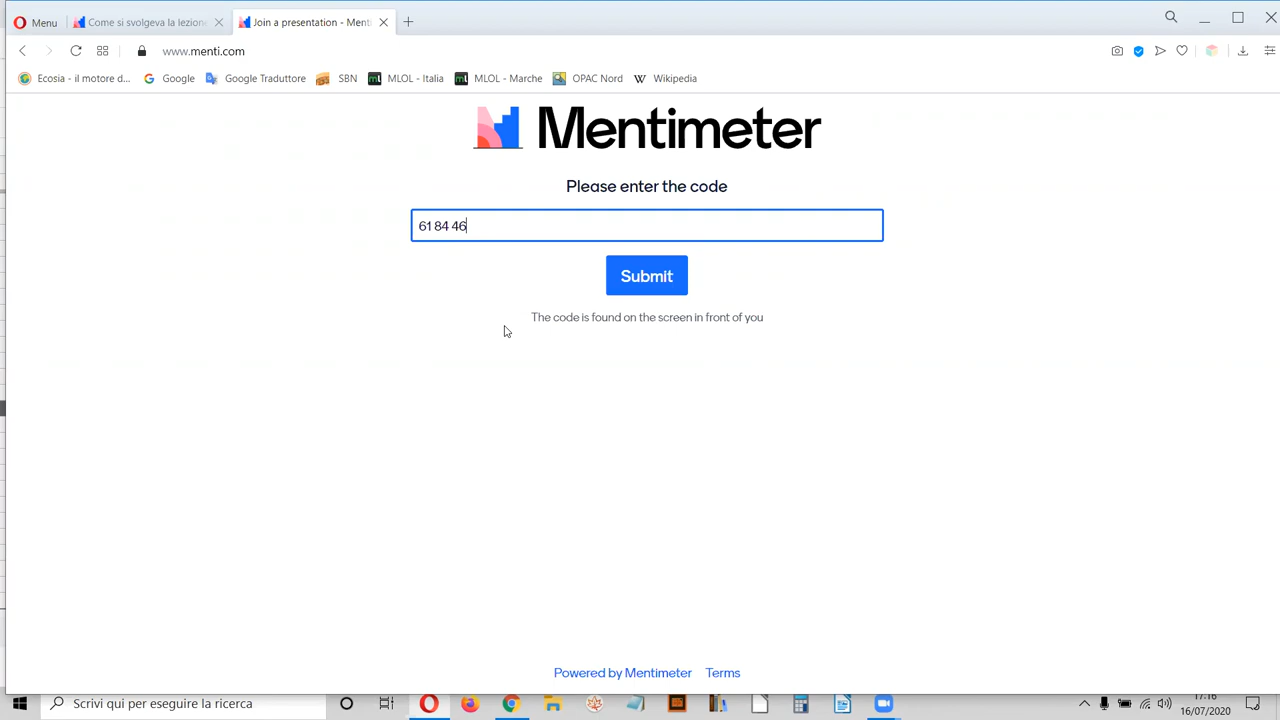 Menu
Come si svolgeva la lezion
Join a presentation - Menti
www.menti.com
Ecosia - il motore d...
Google
Google Traduttore
SBN
MLOL - Italia
MLOL - Marche
OPAC Nord
Wikipedia
Mentimeter
Please enter the code
61 84 46
Submit
The code is found on the screen in front of you
Powered by Mentimeter
Terms
Scrivi qui per eseguire la ricerca
17:16
16/07/2020